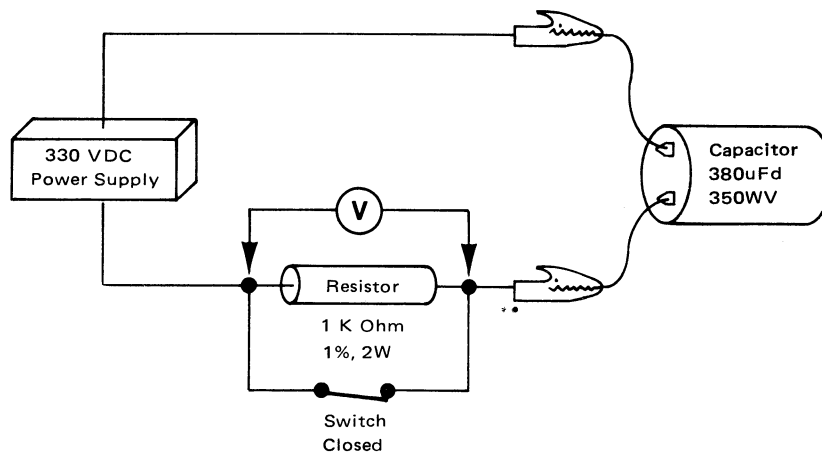 330 VDC
Power Supply
V
Capacitor
380uFd
350WV
Resistor
1 K Ohm
1%, 2W
Switch
Closed